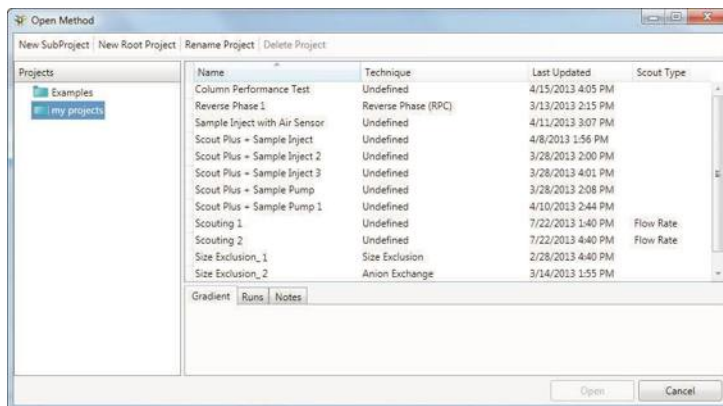 Open Method
New SubProject New Root Project Rename Project Delete Project
Projects
Examples
my projects
Name Technique Last Updated Scout Type
Column Performance Test Undefined 4/15/2013 4:05 PM
Reverse Phase 1 Reverse Phase (RPC) 3/13/2013 2:15 PM
Sample Inject with Air Sensor Undefined 4/11/2013 3:07 PM
Scout Plus + Sample Inject Undefined 4/8/2013 1:56 PM
Scout Plus + Sample Inject 2 Undefined 3/28/2013 2:00 PM
Scout Plus + Sample Inject 3 Undefined 3/28/2013 4:01 PM
Scout Plus + Sample Pump Undefined 3/28/2013 2:08 PM
Scout Plus + Sample Pump 1 Undefined 4/10/2013 2:44 PM
Scouting 1 Undefined 7/22/2013 1:40 PM Flow Rate
Scouting 2 Undefined 7/22/2013 4:40 PM Flow Rate
Size Exclusion_ 1 Size Exclusion 2/28/2013 4:40 PM
Size Exclusion_ 2 Anion Exchange 3/14/2013 1:55 PM
Gradient Runs Notes
Open Cancel